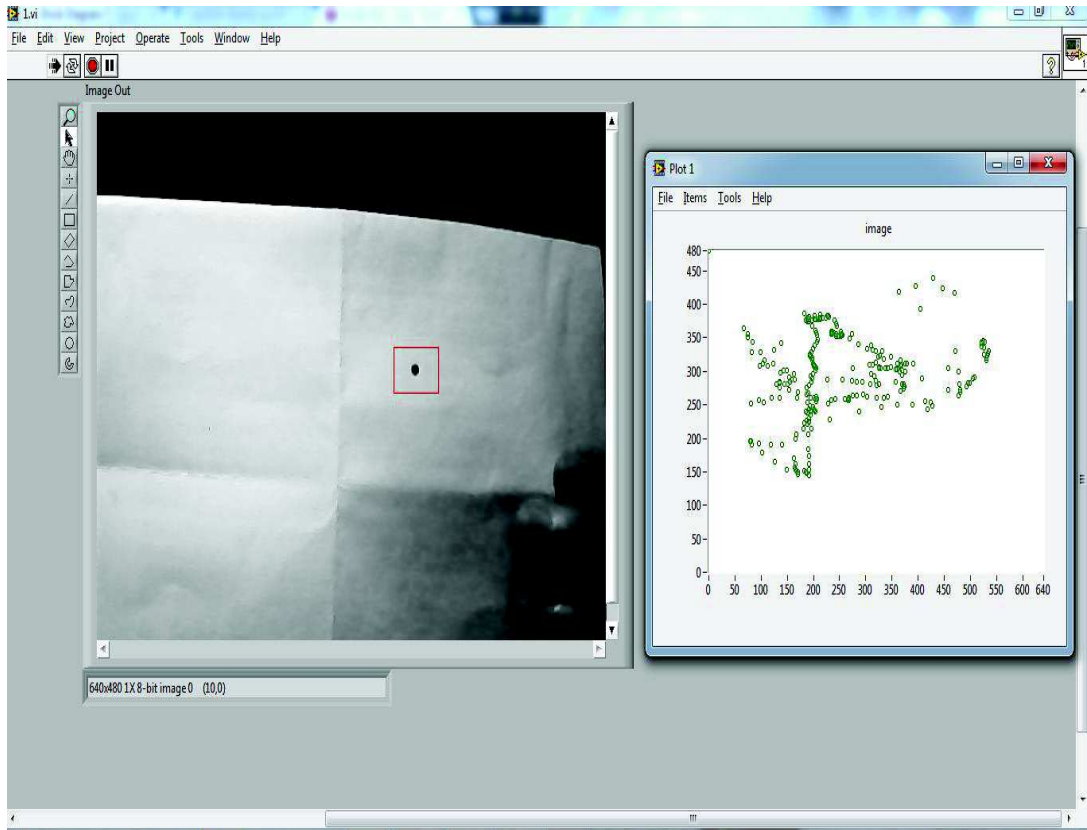 1.vi
File Edit View Project Operate Tools Window Help
?
1
Image Out
Plot 1
File Items Tools Help
image
480
450
400
350
300
250
200
150
100
50
0
0 50 100 150 200 250 300 350 400 450 500 550 600 640
640x480 1X 8-bit image 0 (10,0)